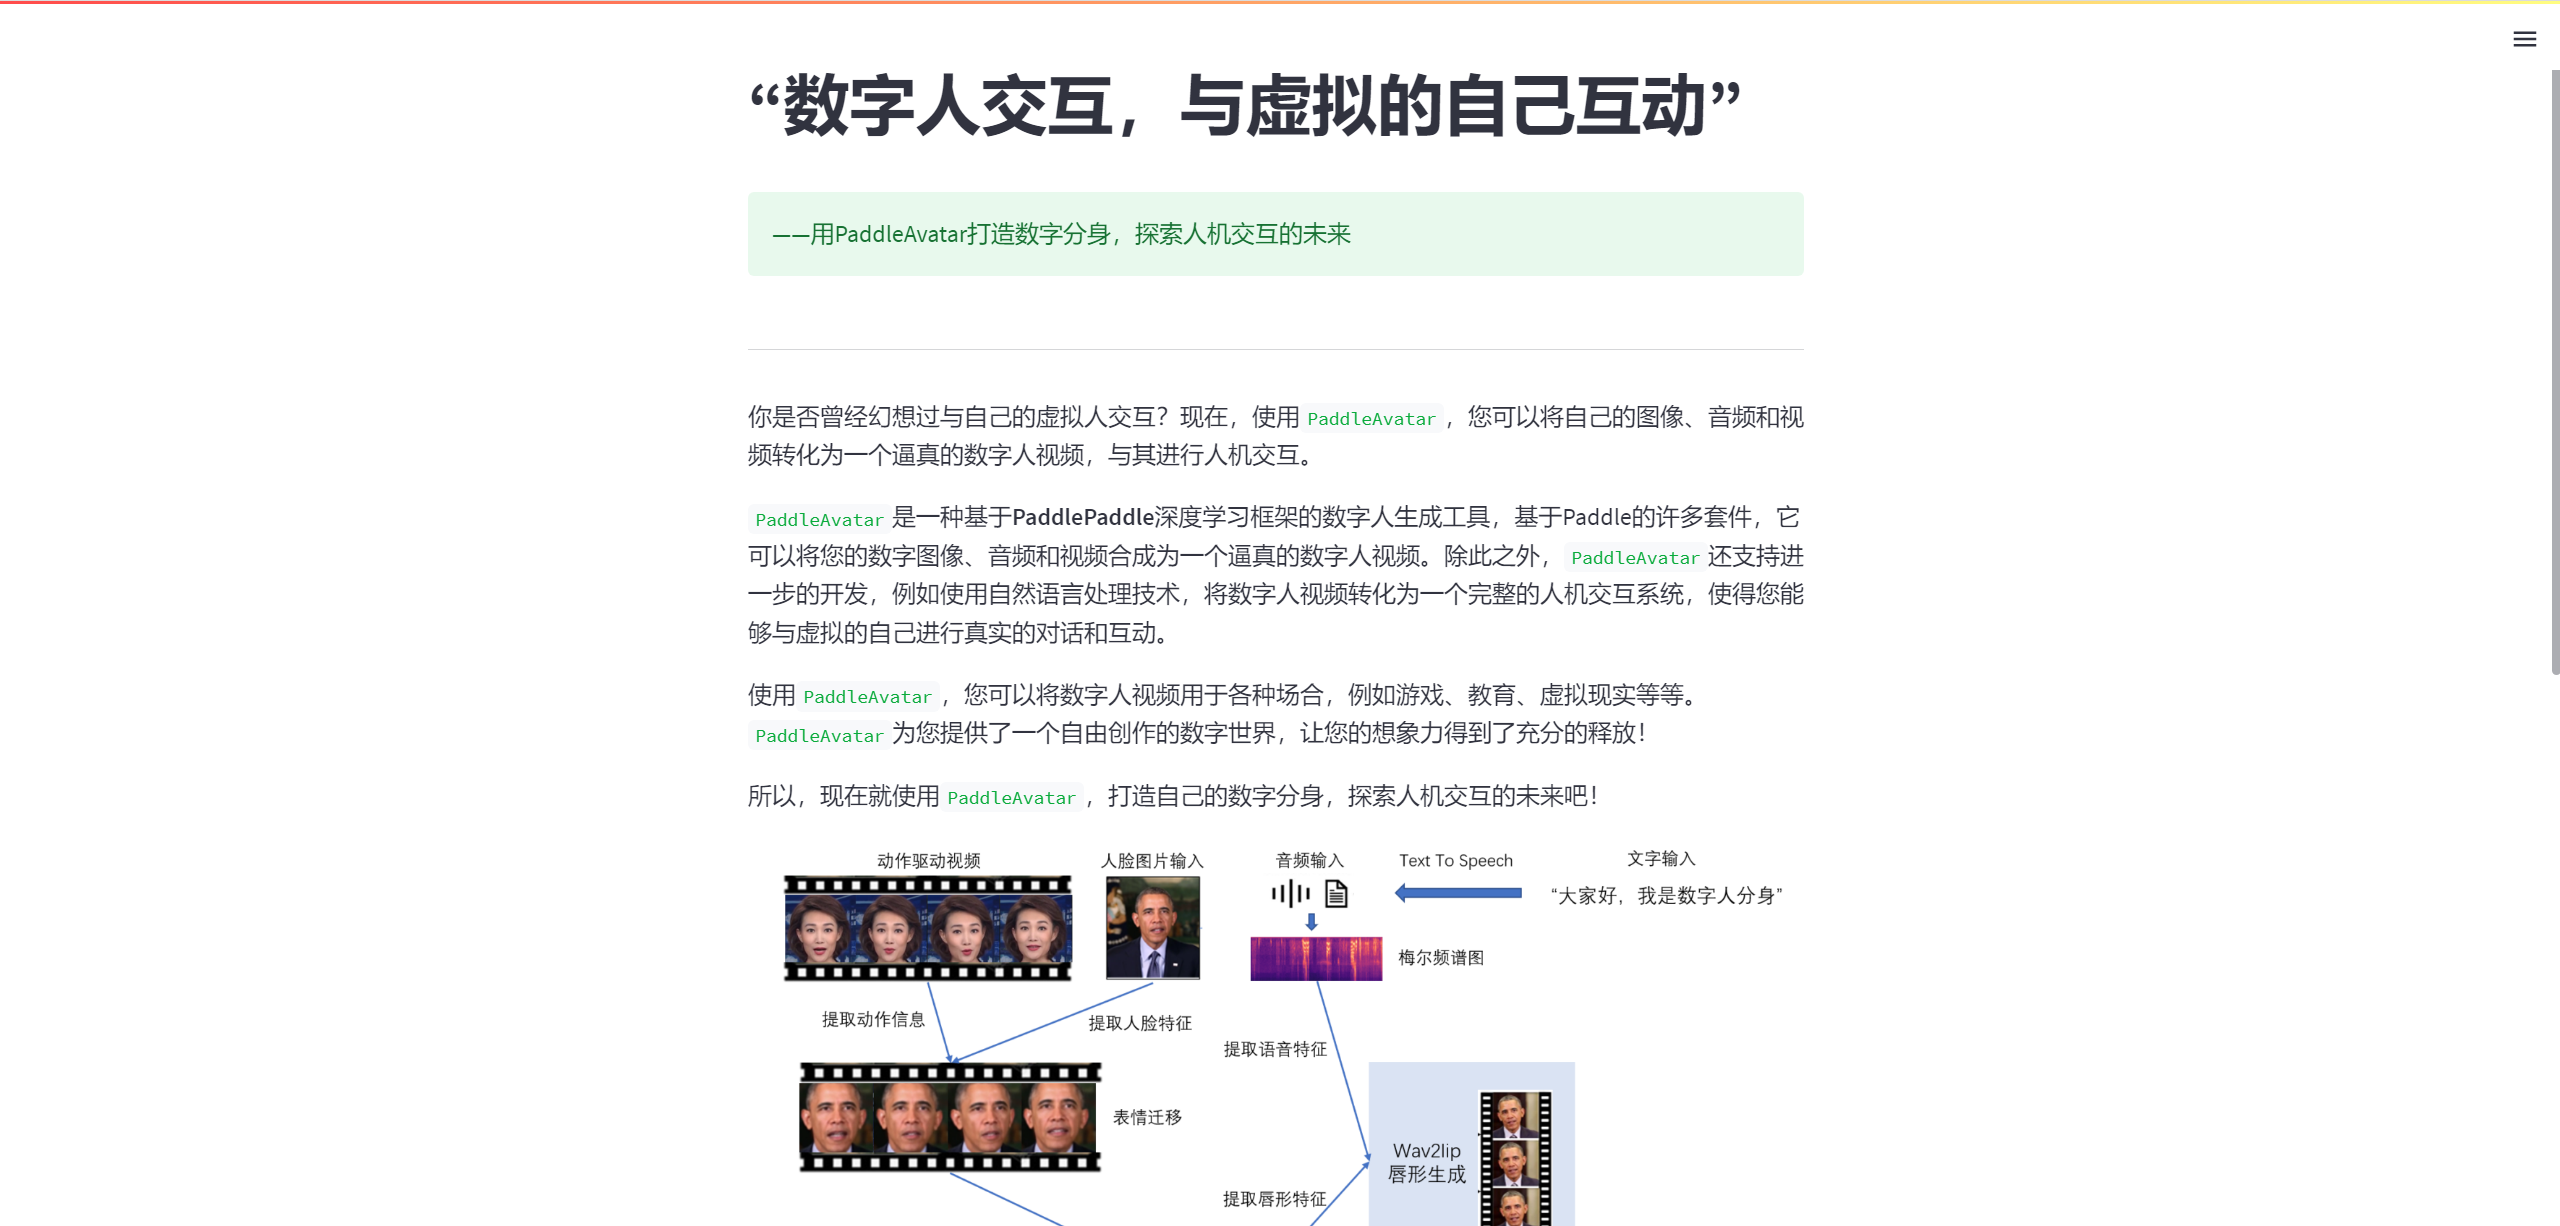 “数字人交互，与虚拟的自己互动”
——用PaddleAvatar打造数字分身，探索人机交互的未来
你是否曾经幻想过与自己的虚拟人交互？现在，使用 PaddleAvatar ，您可以将自己的图像、音频和视
频转化为一个逼真的数字人视频，与其进行人机交互。
PaddleAvatar 是一种基于PaddlePaddle深度学习框架的数字人生成工具，基于Paddle的许多套件，它
可以将您的数字图像、音频和视频合成为一个逼真的数字人视频。除此之外， PaddleAvatar 还支持进
一步的开发，例如使用自然语言处理技术，将数字人视频转化为一个完整的人机交互系统，使得您能
够与虚拟的自己进行真实的对话和互动。
使用 PaddleAvatar ，您可以将数字人视频用于各种场合，例如游戏、教育、虚拟现实等等。
PaddleAvatar 为您提供了一个自由创作的数字世界，让您的想象力得到了充分的释放！
所以，现在就使用 PaddleAvatar ，打造自己的数字分身，探索人机交互的未来吧！
动作驱动视频
人脸图片输入
音频输入
Text To Speech
文字输入
“大家好，我是数字人分身”
梅尔频谱图
提取动作信息
提取人脸特征
提取语音特征
表情迁移
Wav2lip
唇形生成
提取唇形特征